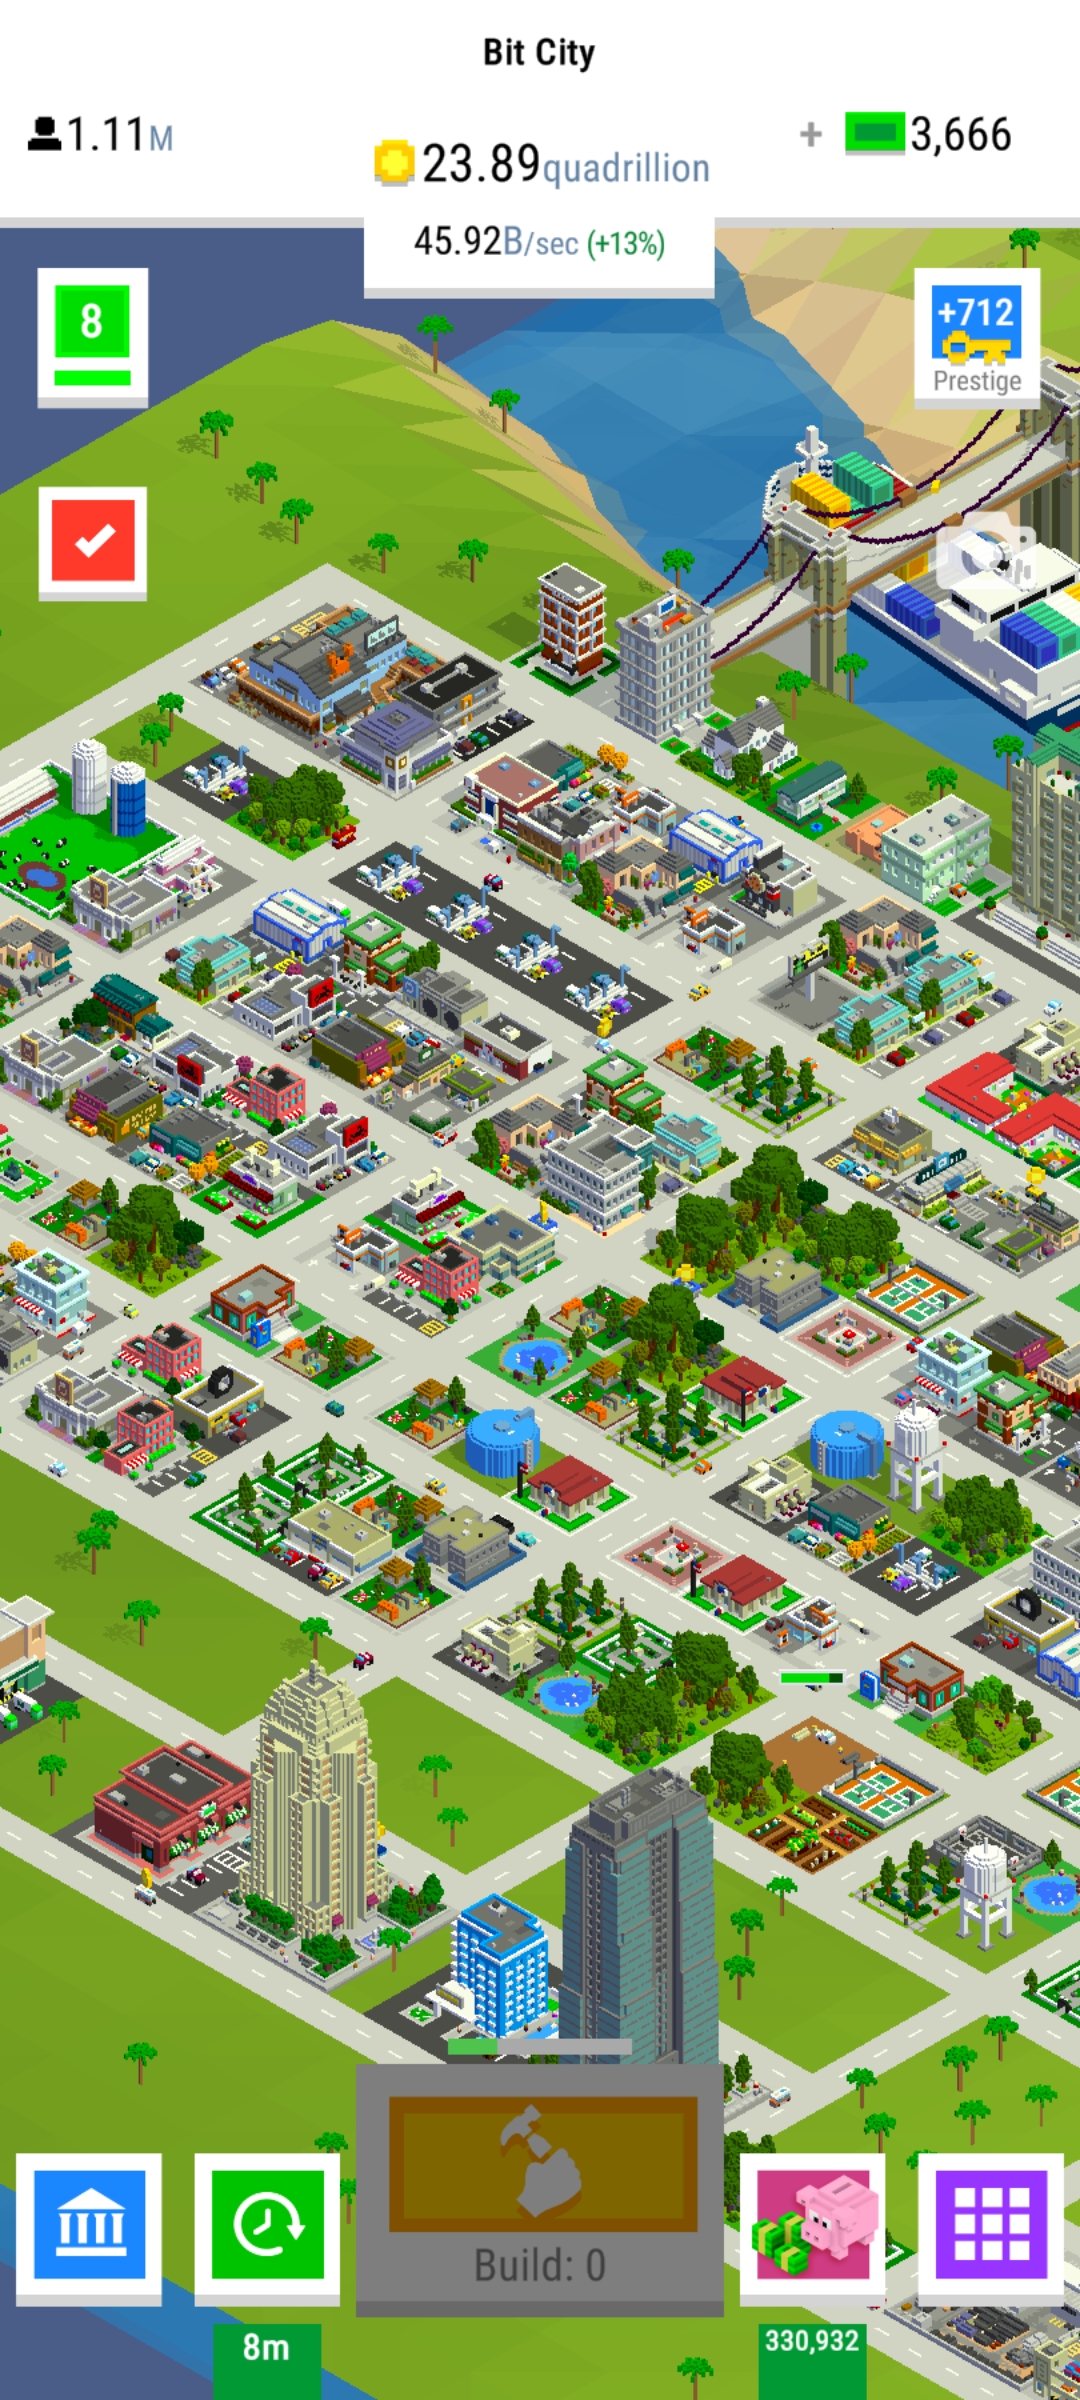 Bit City
1.11M
23.89quadrillion
+ 3,666
45.92B/sec (+13%)
8
+712
Prestige
Build: 0
8m
330,932